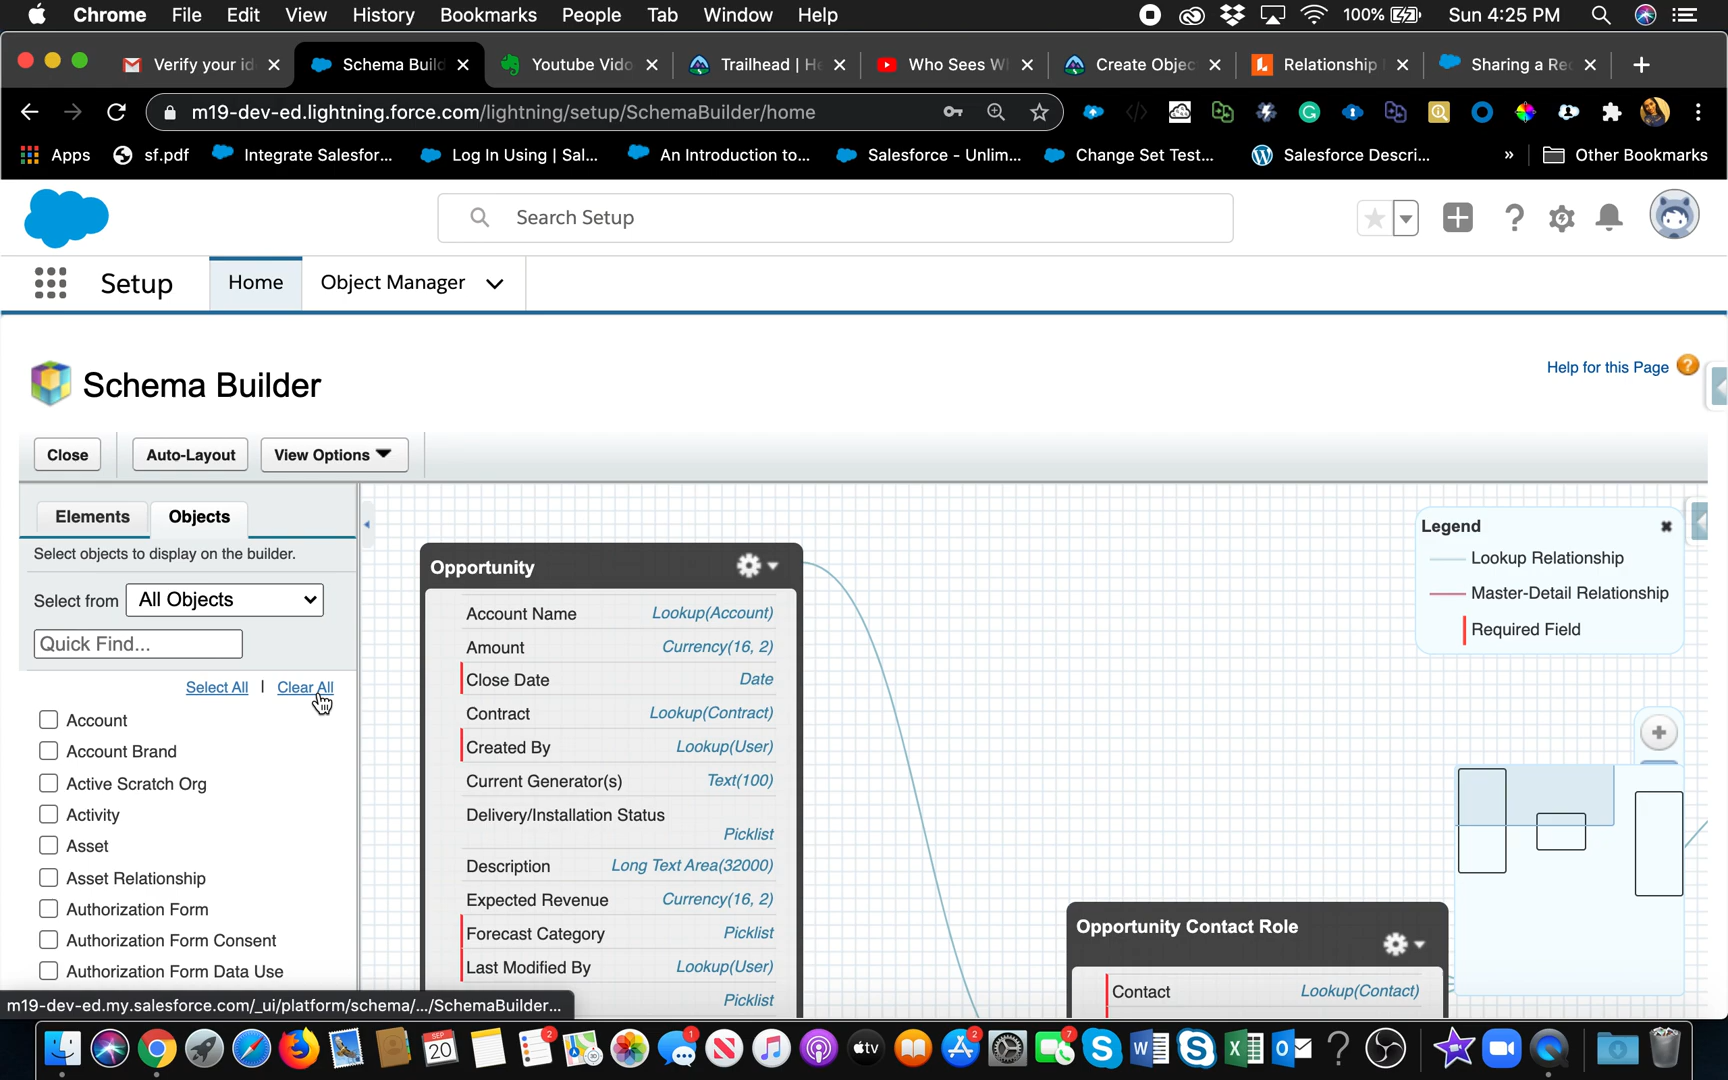 Chrome File Edit View History Bookmarks People Tab Window Help 100% Sun 4:25 PM
Verify your id Schema Build Youtube Vido Trailhead | He Who Sees W Create Objec Relationship Sharing a Re
m19-dev-ed.lightning.force.com/lightning/setup/SchemaBuilder/home
Apps sf.pdf Integrate Salesfor... Log In Using | Sal... An Introduction to... Salesforce - Unlim... Change Set Test... Salesforce Descri... » Other Bookmarks
Search Setup
Setup Home Object Manager
Schema Builder
Help for this Page ?
Close Auto-Layout View Options
Elements Objects
Select objects to display on the builder.
Select from All Objects
Quick Find...
Select All | Clear All
Account
Account Brand
Active Scratch Org
Activity
Asset
Asset Relationship
Authorization Form
Authorization Form Consent
Authorization Form Data Use
m19-dev-ed.my.salesforce.com/_ui/platform/schema/.../SchemaBuilder...
Opportunity
Account Name Lookup(Account)
Amount Currency(16, 2)
Close Date Date
Contract Lookup(Contract)
Created By Lookup(User)
Current Generator(s) Text(100)
Delivery/Installation Status
Picklist
Description Long Text Area(32000)
Expected Revenue Currency(16, 2)
Forecast Category Picklist
Last Modified By Lookup(User)
Picklist
Opportunity Contact Role
Contact Lookup(Contact)
Legend
Lookup Relationship
Master-Detail Relationship
Required Field
SEP
20
2
1
tv
2
7